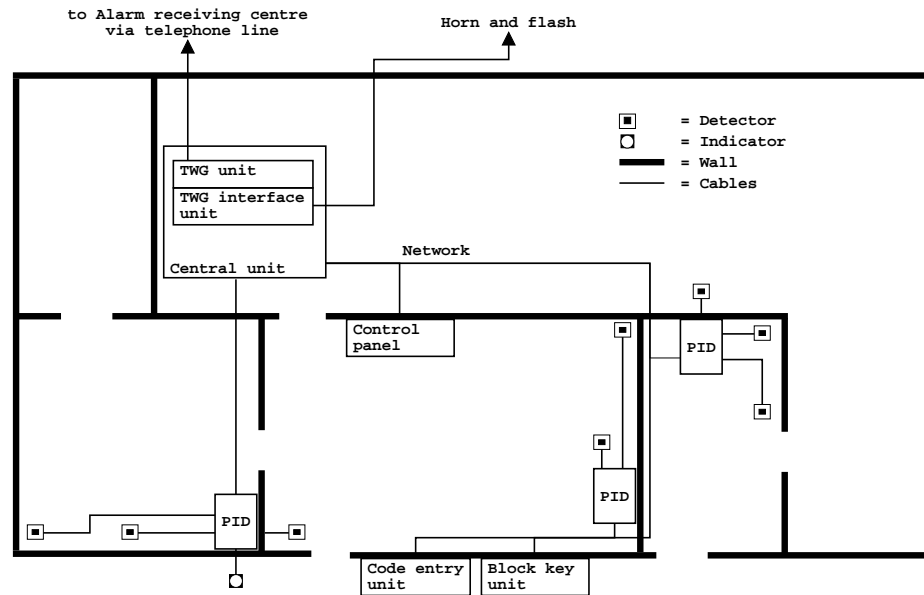 to Alarm receiving centre
via telephone line
Horn and flash
= Detector
= Indicator
= Wall
= Cables
TWG unit
TWG interface
unit
Central unit
Network
Control
panel
PID
PID
PID
Code entry
unit
Block key
unit